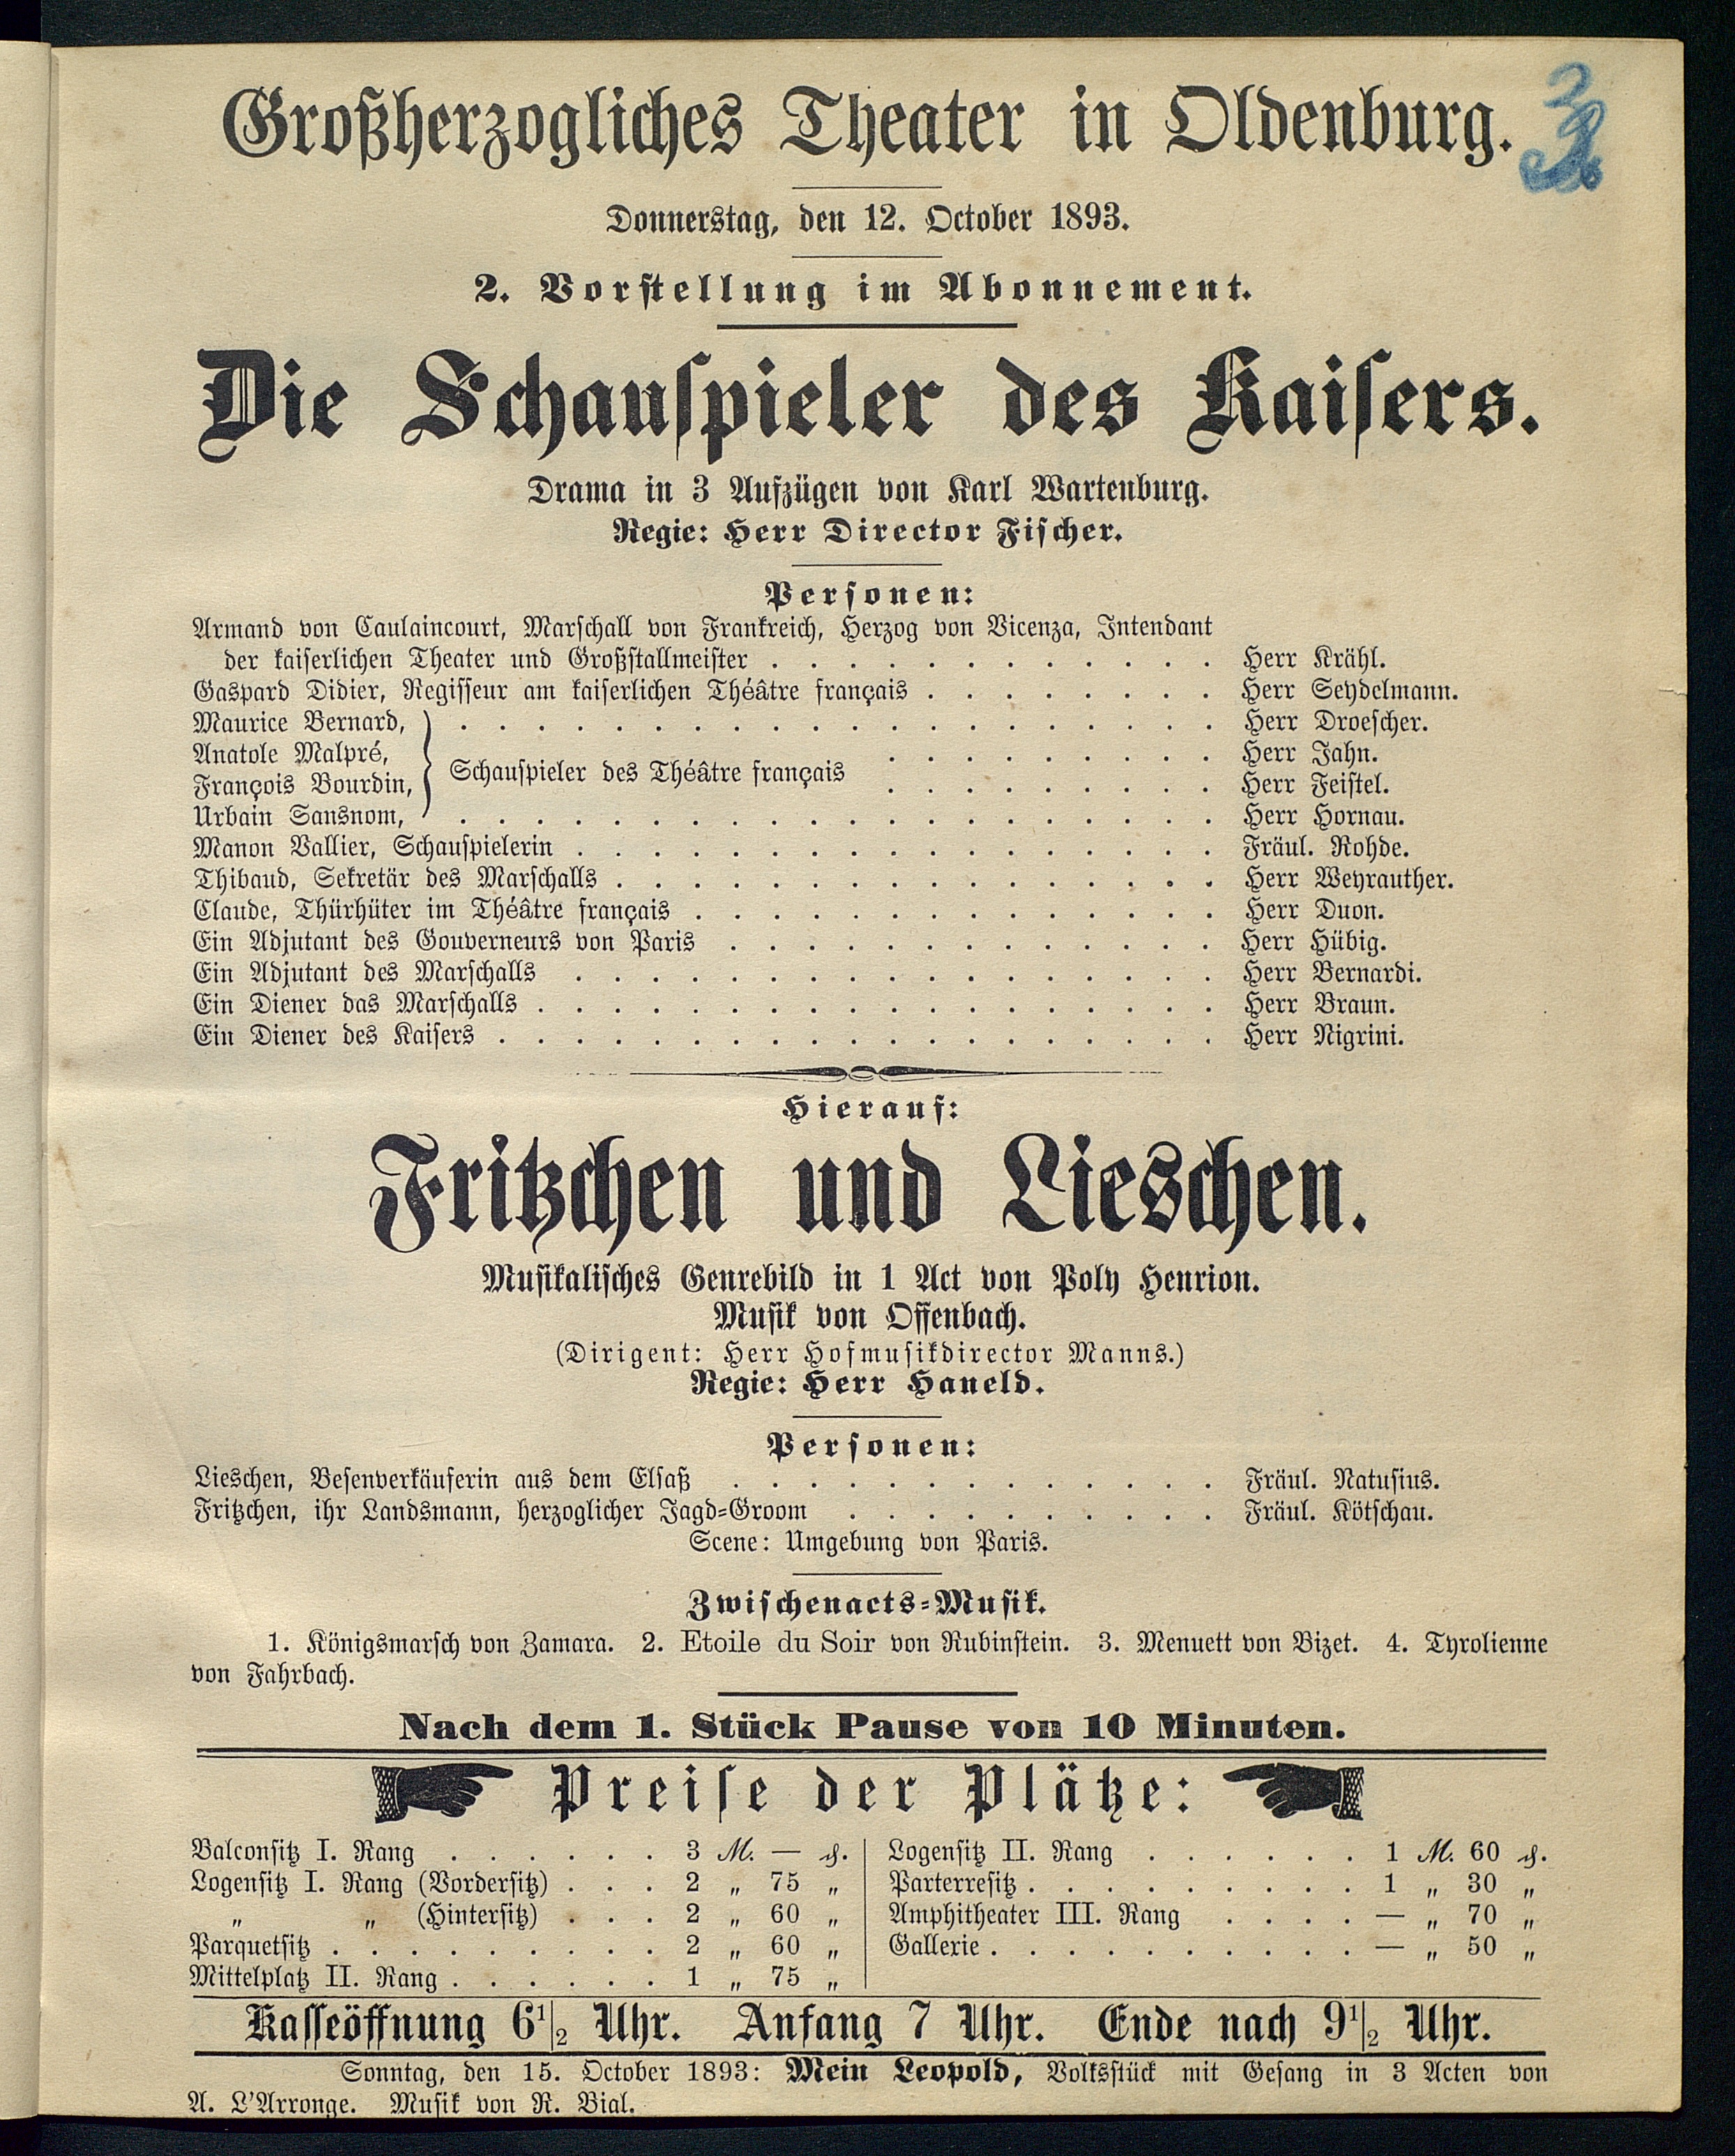 Großherzogliches Theater in Oldenburg.
3
Donnerstag, den 12. October 1893.
2. Vorstellung im Abonnement.
Die Schauspieler des Kaisers.
Drama in 3 Aufzügen von Karl Wartenburg.
Regie: Herr Director Fischer.
Personen:
Armand von Caulaincourt, Marschall von Frankreich, Herzog von Vicenza, Intendant
der kaiserlichen Theater und Großstallmeister . . . . . . . . . . . . Herr Krähl.
Gaspard Didier, Regisseur am kaiserlichen Théâtre français . . . . . . . . Herr Seydelmann.
Maurice Bernard, . . . . . . . . . . . . . . . . . . . . Herr Droescher.
Anatole Malpré, . . . . . . . . . Herr Jahn.
Schauspieler des Théâtre français
François Bourdin, . . . . . . . . . Herr Feistel.
Urbain Sansnom, . . . . . . . . . . . . . . . . . . . . Herr Hornau.
Manon Vallier, Schauspielerin . . . . . . . . . . . . . . . . . Fräul. Rohde.
Thibaud, Sekretär des Marschalls . . . . . . . . . . . . . . . . Herr Weyrauther.
Claude, Thürhüter im Théâtre français . . . . . . . . . . . . . . Herr Duon.
Ein Adjutant des Gouverneurs von Paris . . . . . . . . . . . . . Herr Hübig.
Ein Adjutant des Marschalls . . . . . . . . . . . . . . . . . Herr Bernardi.
Ein Diener das Marschalls . . . . . . . . . . . . . . . . . . Herr Braun.
Ein Diener des Kaisers . . . . . . . . . . . . . . . . . . . Herr Nigrini.
Hierauf:
Fritzchen und Lieschen.
Musikalisches Genrebild in 1 Act von Poly Henrion.
Musik von Offenbach.
(Dirigent: Herr Hofmusikdirector Manns.)
Regie: Herr Haneld.
Personen:
Lieschen, Besenverkäuferin aus dem Elsaß . . . . . . . . . . . . . Fräul. Natusius.
Fritzchen, ihr Landsmann, herzoglicher Jagd-Groom . . . . . . . . . . Fräul. Kötschau.
Scene: Umgebung von Paris.
Zwischenacts-Musik.
1. Königsmarsch von Zamara. 2. Etoile du Soir von Rubinstein. 3. Menuett von Bizet. 4. Tyrolienne
von Fahrbach.
Nach dem 1. Stück Pause von 10 Minuten.
Preise der Plätze:
Balconsitz I. Rang . . . . . . 3 M. — ₰.
Logensitz I. Rang (Vordersitz) . . . 2 „ 75 „
„ „ (Hintersitz) . . . 2 „ 60 „
Parquetsitz . . . . . . . . . 2 „ 60 „
Mittelplatz II. Rang . . . . . . 1 „ 75 „
Logensitz II. Rang . . . . . . 1 M. 60 ₰.
Parterresitz . . . . . . . . . 1 „ 30 „
Amphitheater III. Rang . . . . — „ 70 „
Gallerie . . . . . . . . . . — „ 50 „
Kasseöffnung 6 1/2 Uhr. Anfang 7 Uhr. Ende nach 9 1/2 Uhr.
Sonntag, den 15. October 1893: Mein Leopold, Volksstück mit Gesang in 3 Acten von
A. L'Arronge. Musik von R. Bial.